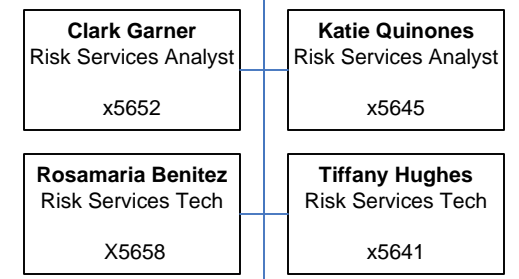 Clark Garner
Risk Services Analyst
x5652
Katie Quinones
Risk Services Analyst
x5645
Rosamaria Benitez
Risk Services Tech
X5658
Tiffany Hughes
Risk Services Tech
x5641